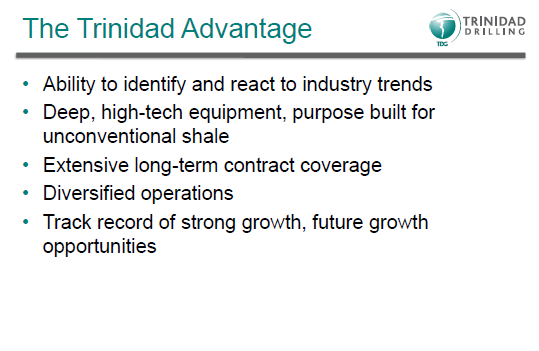 The Trinidad Advantage
TRINIDAD
DRILLING
TDG
• Ability to identify and react to industry trends
• Deep, high-tech equipment, purpose built for
unconventional shale
• Extensive long-term contract coverage
• Diversified operations
• Track record of strong growth, future growth
opportunities